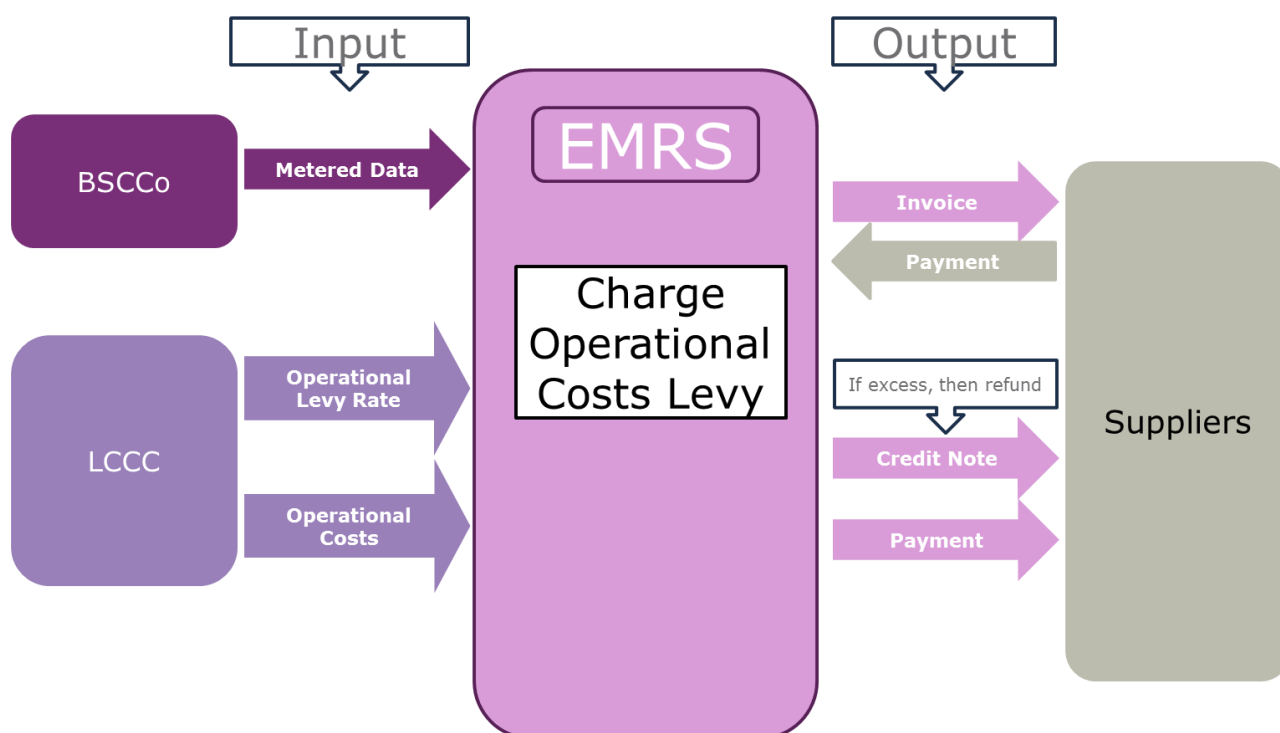 Input
Output
EMRS
BSCCo
Metered Data
Invoice
Payment
Charge
Operational
Costs Levy
LCCC
Operational
Levy Rate
Operational
Costs
If excess, then refund
Credit Note
Payment
Suppliers